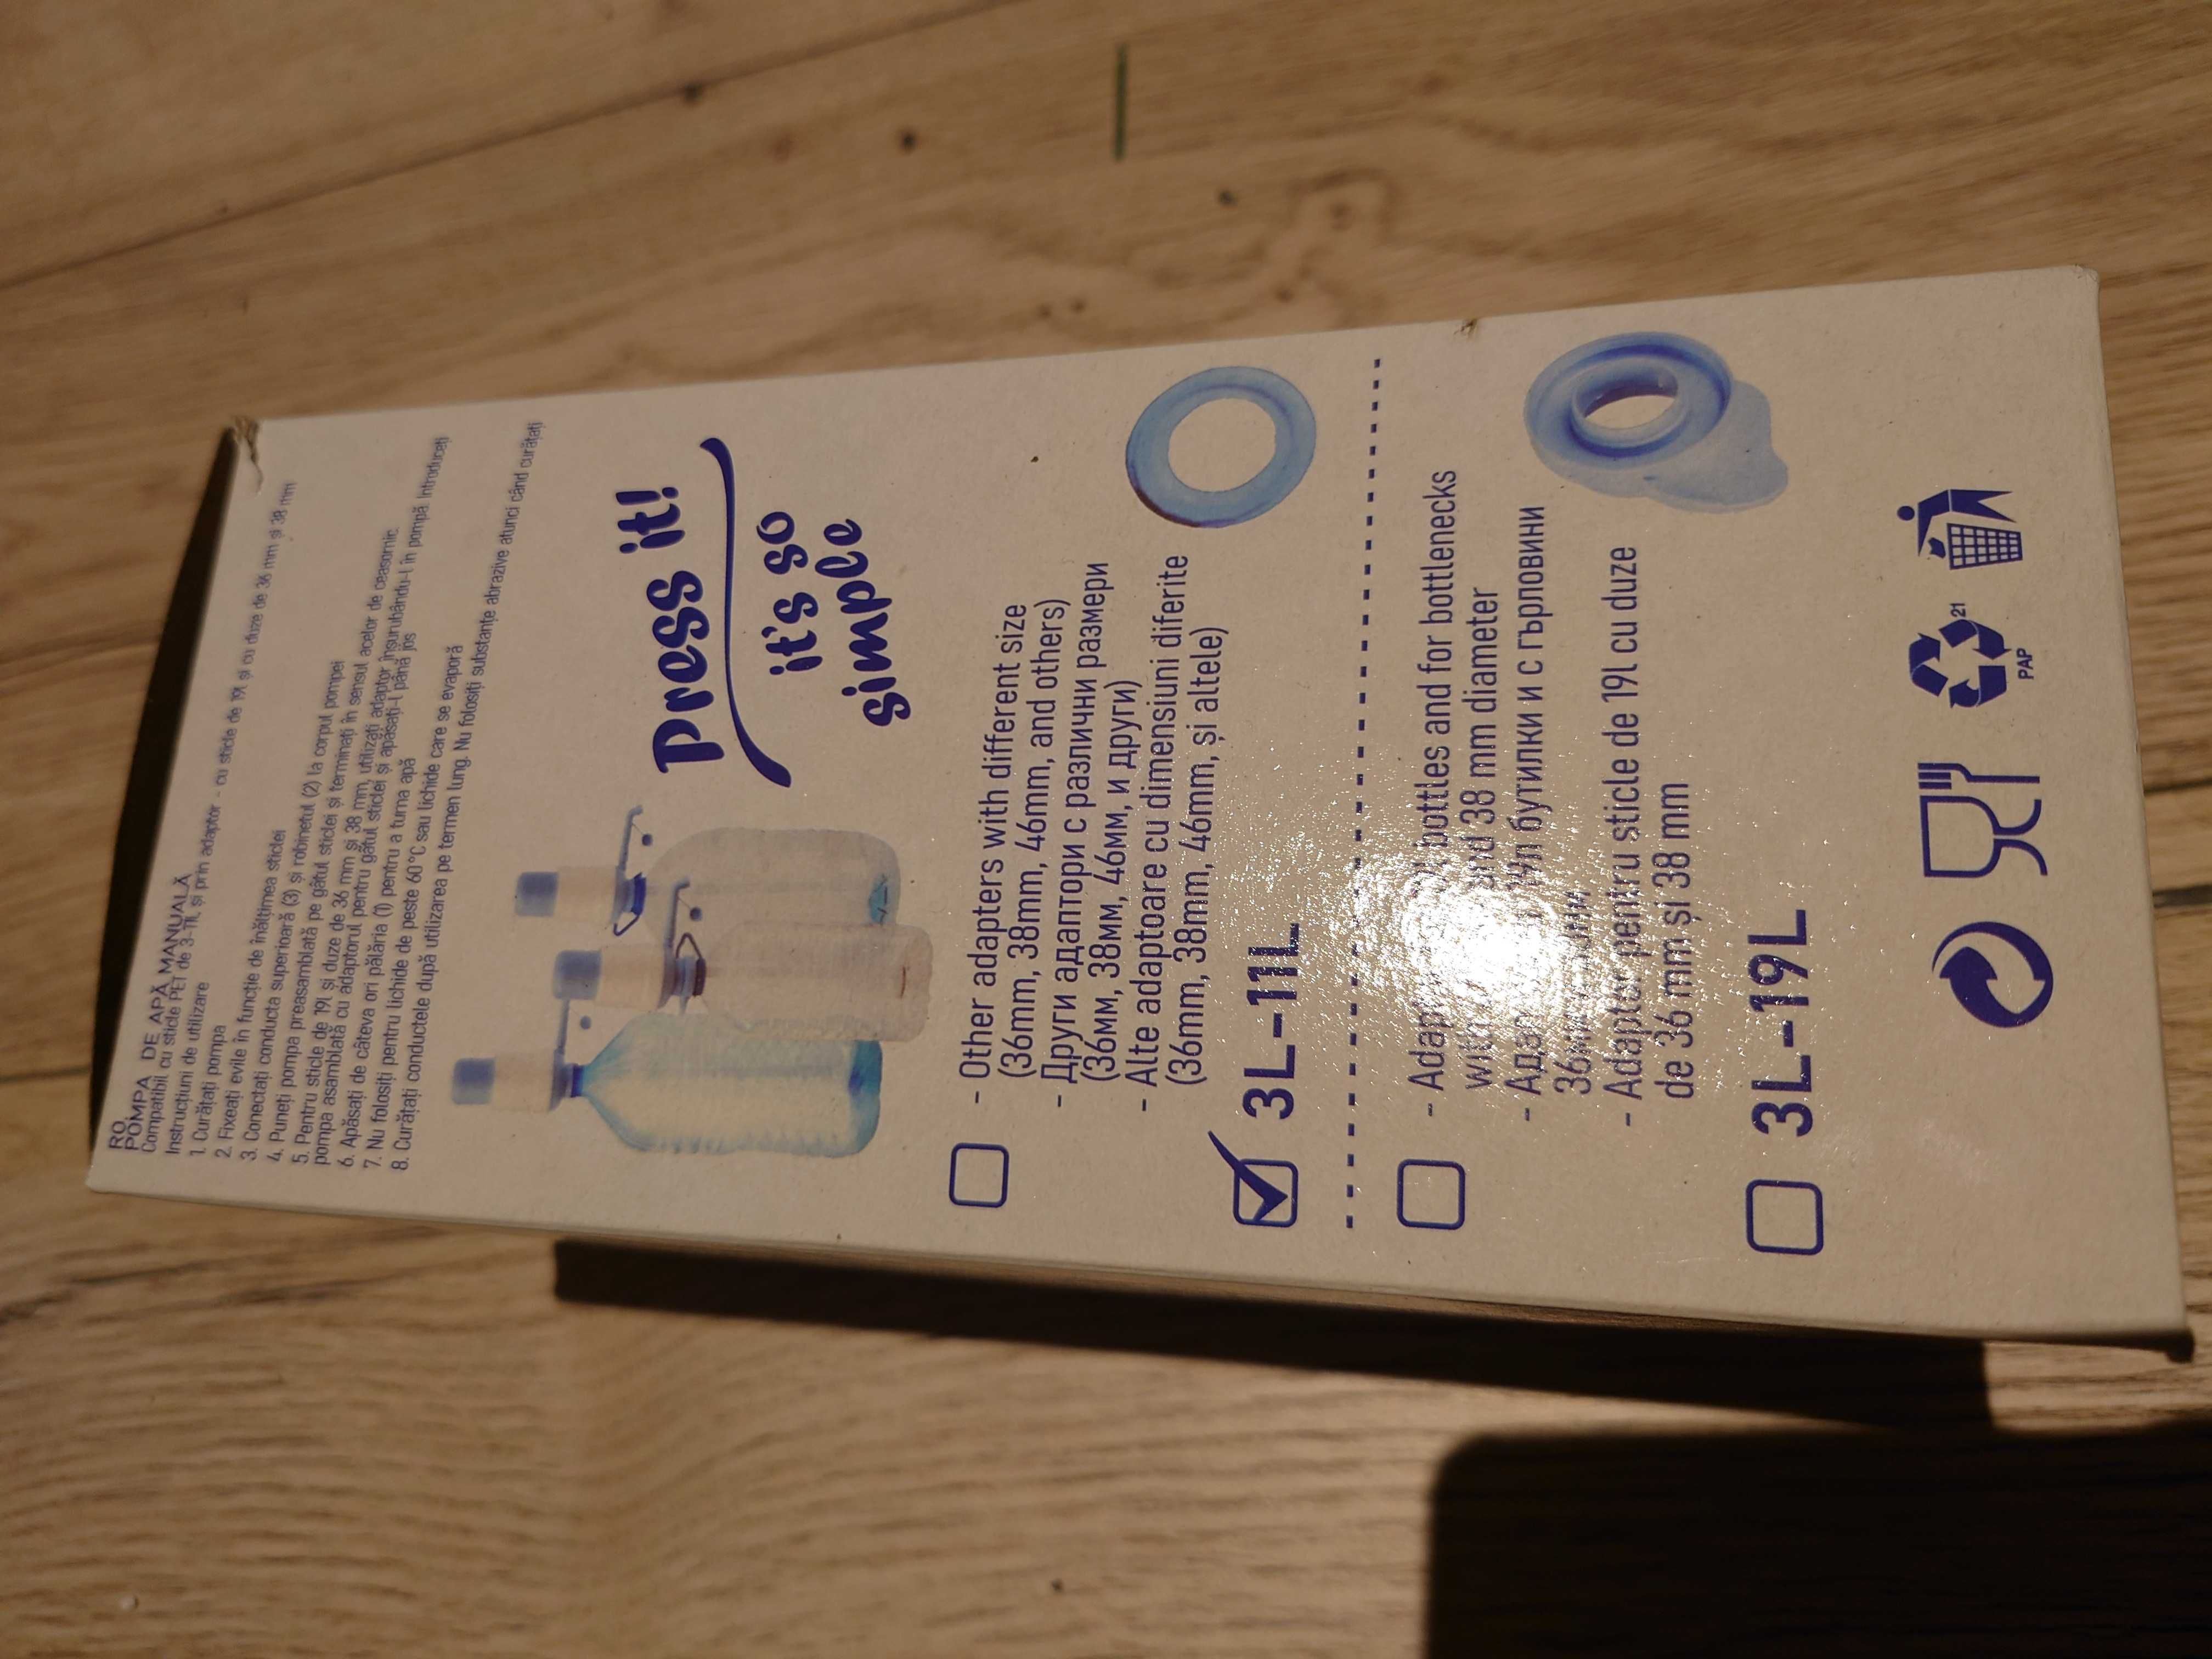 RO
POMPA DE APĂ MANUALĂ
Compatibil cu sticle PET de 3-11l, și prin adaptor - cu sticle de 19l și cu duze de 36 mm și 38 mm
Instrucțiuni de utilizare
1. Curățați pompa
2. Fixeați evile în funcție de înălțimea sticlei
3. Conectați conducta superioară (3) și robinetul (2) la corpul pompei
4. Puneți pompa preasamblată pe gâtul sticlei și terminați în sensul acelor de ceasornic.
5. Pentru sticle de 19l și duze de 36 mm și 38 mm, utilizați adaptor însurubându-l în pompă. Introduceți
pompa asamblată cu adaptorul pentru gâtul sticlei și apăsați-l până jos
6. Apăsați de câteva ori pălăria (1) pentru a turna apă
7. Nu folosiți pentru lichide de peste 60°C sau lichide care se evaporă
8. Curățați conductele după utilizarea pe termen lung. Nu folosiți substanțe abrazive atunci când curățați
Press it!
it's so
simple
- Other adapters with different size
(36mm, 38mm, 46mm, and others)
- Други адаптори с различни размери
(36мм, 38мм, 46мм, и други)
- Alte adaptoare cu dimensiuni diferite
(36mm, 38mm, 46mm, și altele)
3L-11L
- bottles and for bottlenecks
with and 38 mm diameter
- 19л бутилки и с гърловини
- Adaptor pentru sticle de 19l cu duze
de 36 mm și 38 mm
3L-19L
21
PAP